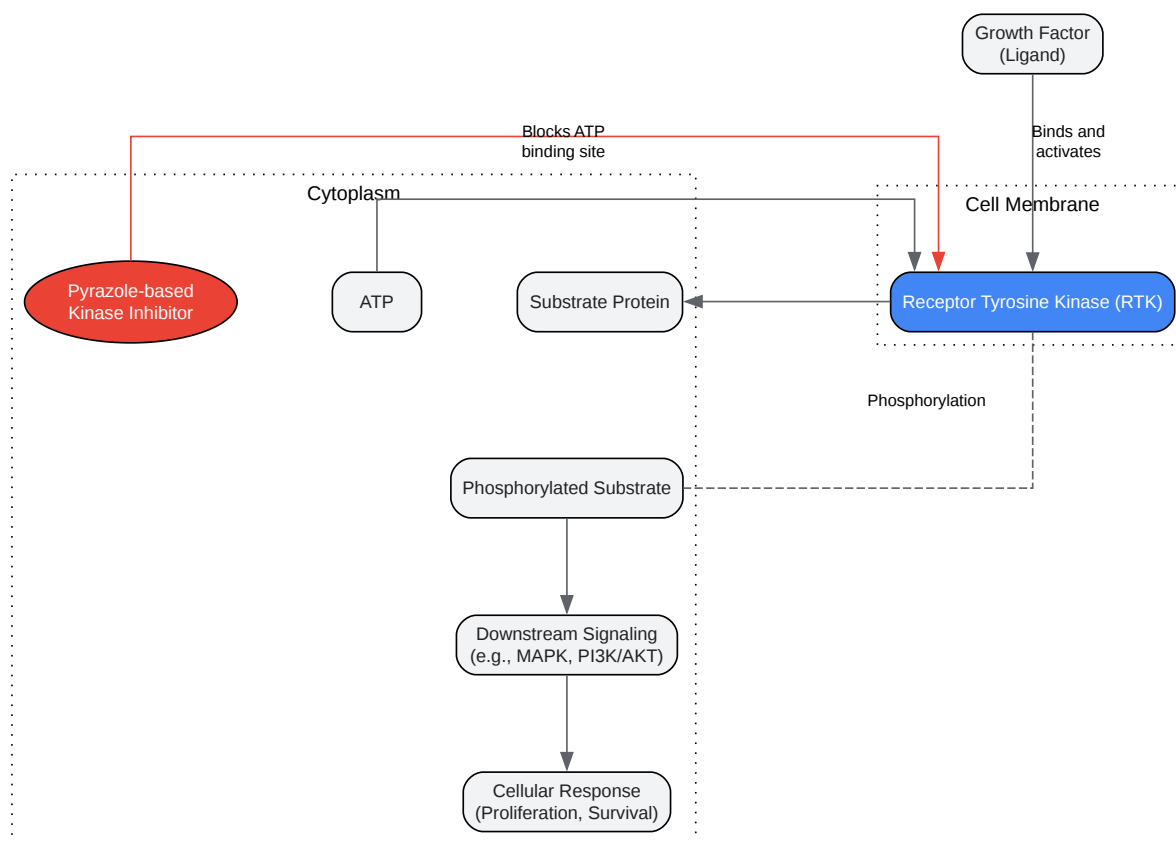 Growth Factor
(Ligand)
Blocks ATP
binding site
Binds and
activates
Cytoplasm
Cell Membrane
Pyrazole-based
Kinase Inhibitor
ATP
Substrate Protein
Receptor Tyrosine Kinase (RTK)
Phosphorylation
Phosphorylated Substrate
Downstream Signaling
(e.g., MAPK, PI3K/AKT)
Cellular Response
(Proliferation, Survival)